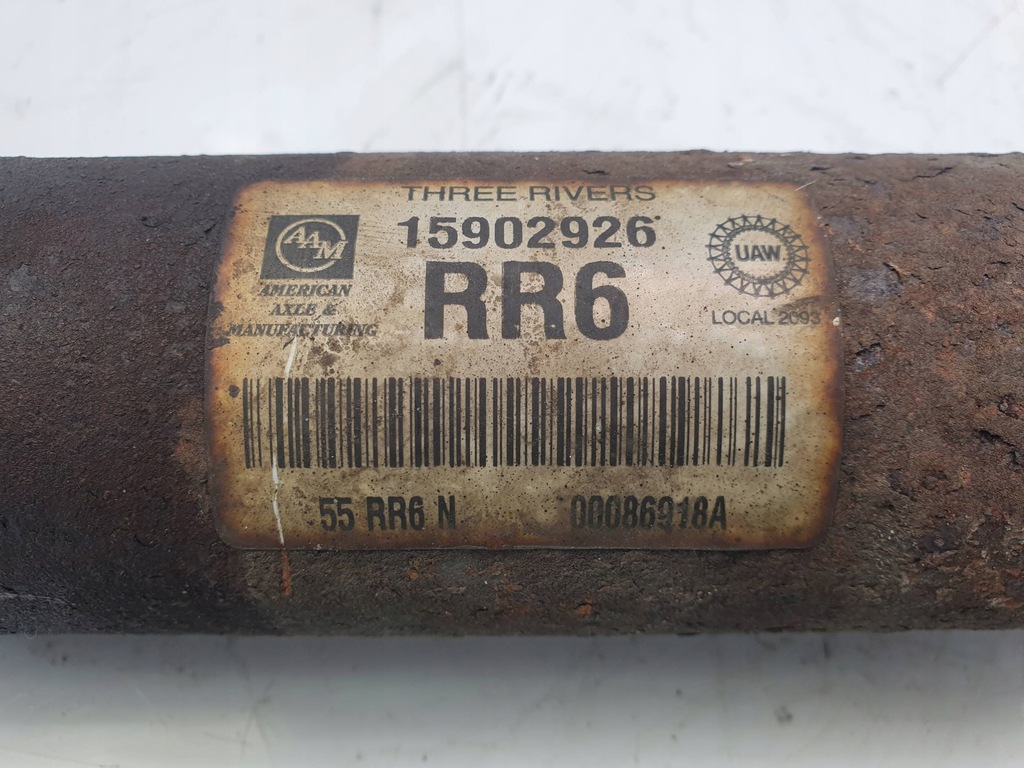 THREE RIVERS
AAM
15902926
UAW
RR6
AMERICAN
AXLE &
MANUFACTURING
LOCAL 2093
55 RR6 N 00086918A